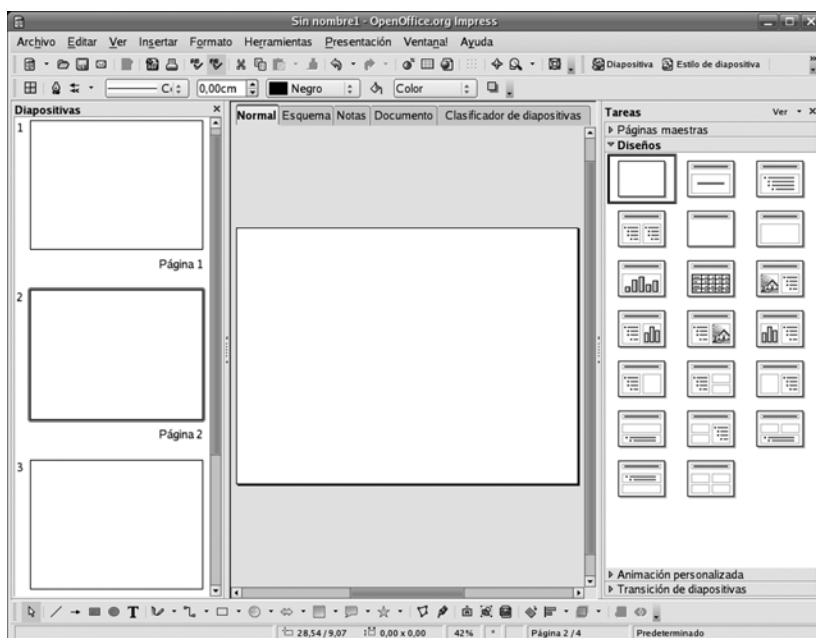 Sin nombre1 - OpenOffice.org Impress
Archivo Editar Ver Insertar Formato Herramientas Presentación Ventana! Ayuda
Diapositiva Estilo de diapositiva
0,00cm Negro Color
Diapositivas
Normal Esquema Notas Documento Clasificador de diapositivas
Tareas Ver
Páginas maestras
Diseños
1
Página 1
2
Página 2
3
Animación personalizada
Transición de diapositivas
28,54 / 9,07 0,00 x 0,00 42% * Página 2 / 4 Predeterminado